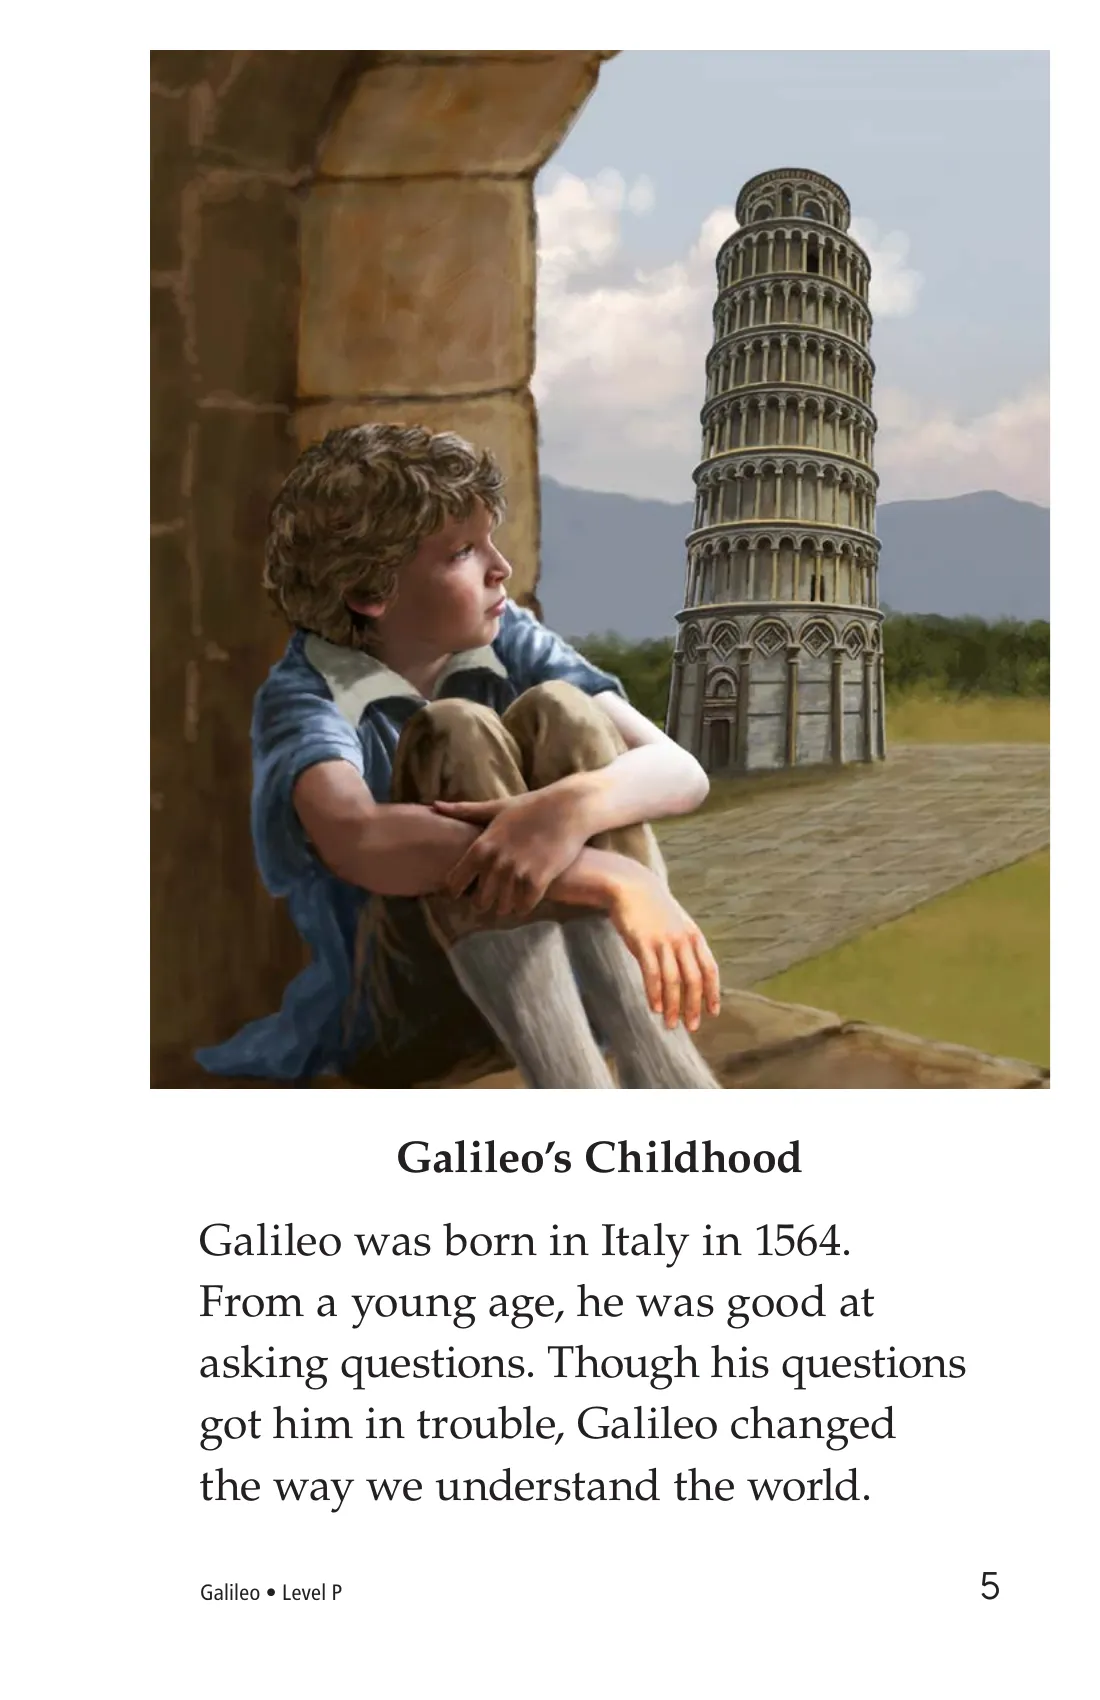 Galileo’s Childhood
Galileo was born in Italy in 1564.
From a young age, he was good at
asking questions. Though his questions
got him in trouble, Galileo changed
the way we understand the world.
Galileo • Level P
5